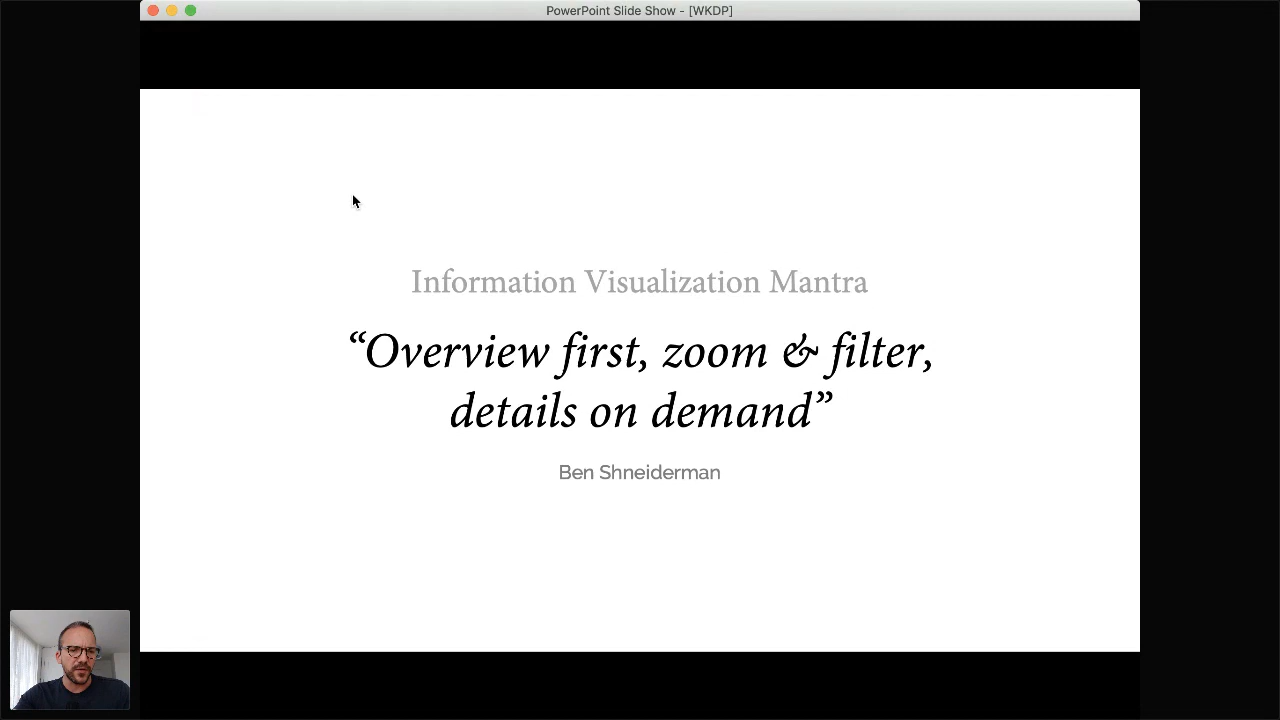 PowerPoint Slide Show - [WKDP]
Information Visualization Mantra
“Overview first, zoom & filter,
details on demand”
Ben Shneiderman